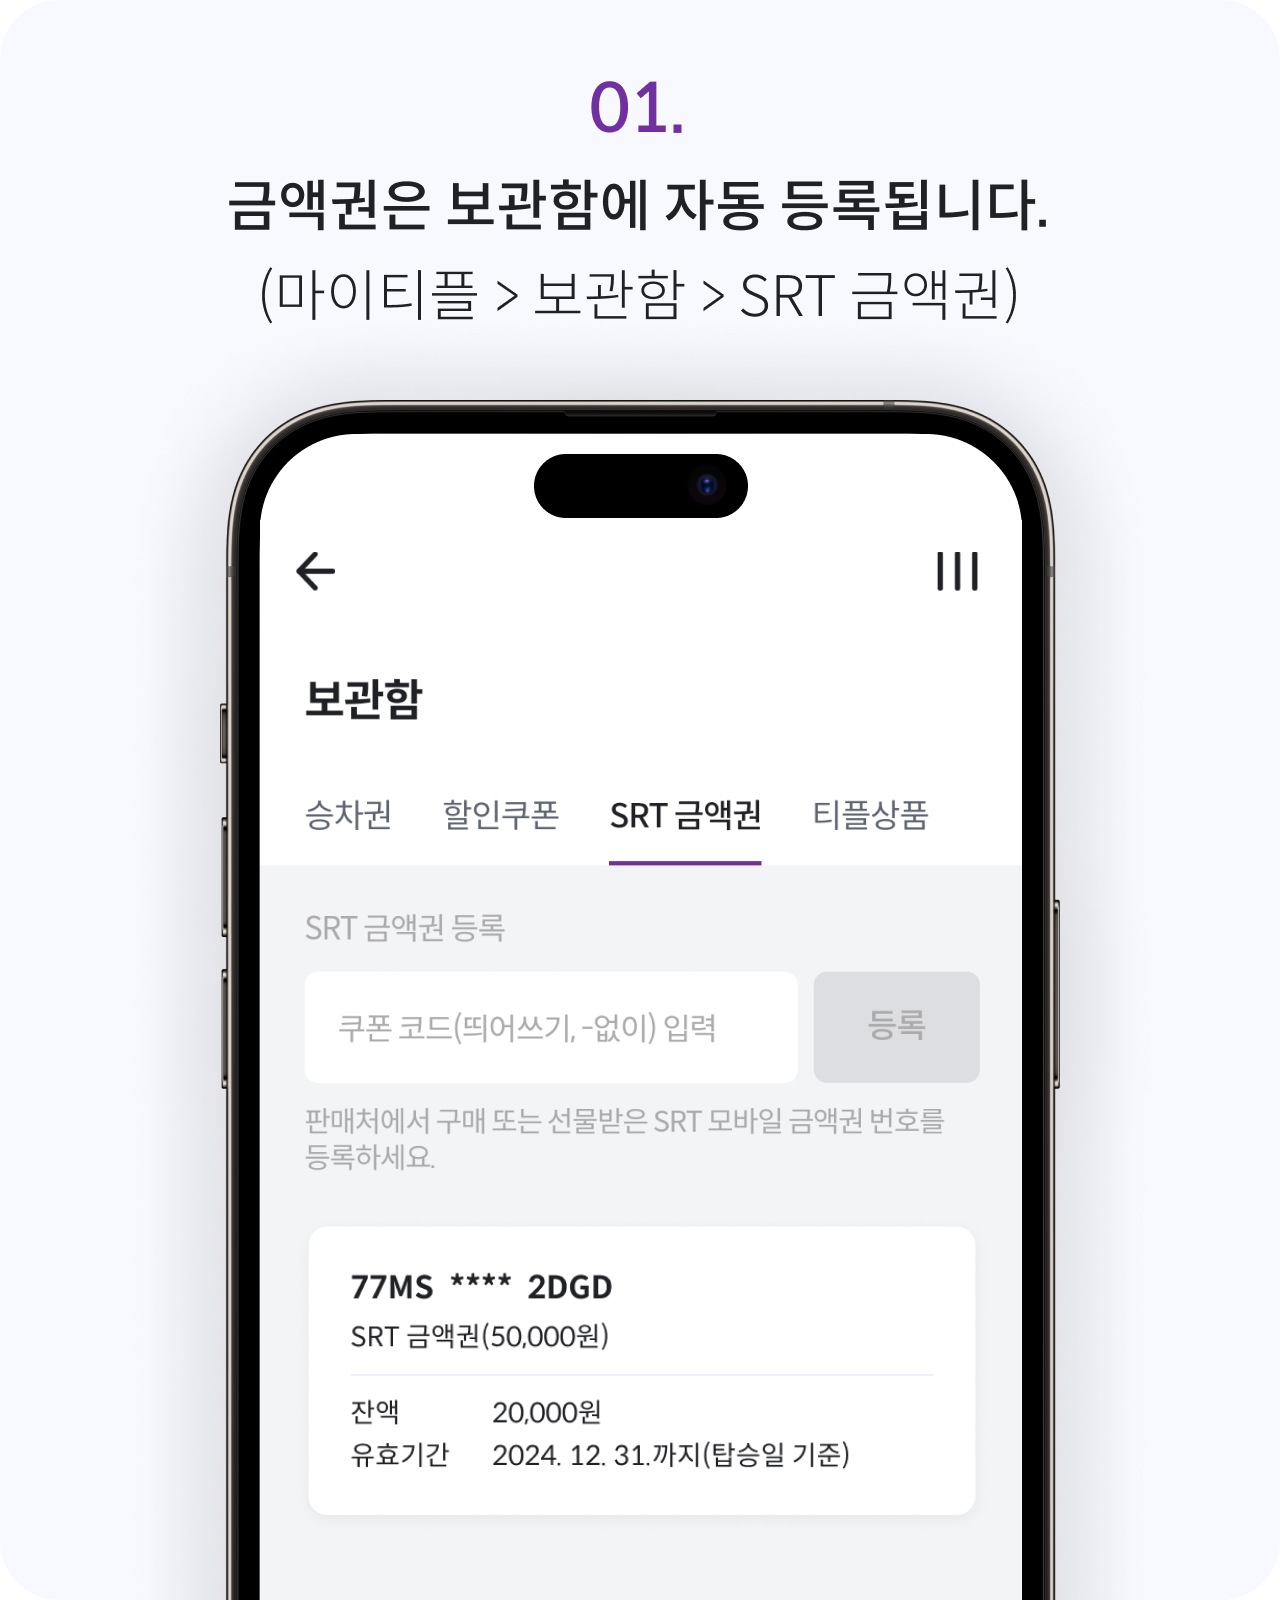 01.
금액권은 보관함에 자동 등록됩니다.
(마이티플 > 보관함 > SRT 금액권)
보관함
승차권 할인쿠폰 SRT 금액권 티플상품
SRT 금액권 등록
쿠폰 코드(띄어쓰기, -없이) 입력 등록
판매처에서 구매 또는 선물받은 SRT 모바일 금액권 번호를
등록하세요.
77MS **** 2DGD
SRT 금액권(50,000원)
잔액 20,000원
유효기간 2024. 12. 31.까지(탑승일 기준)